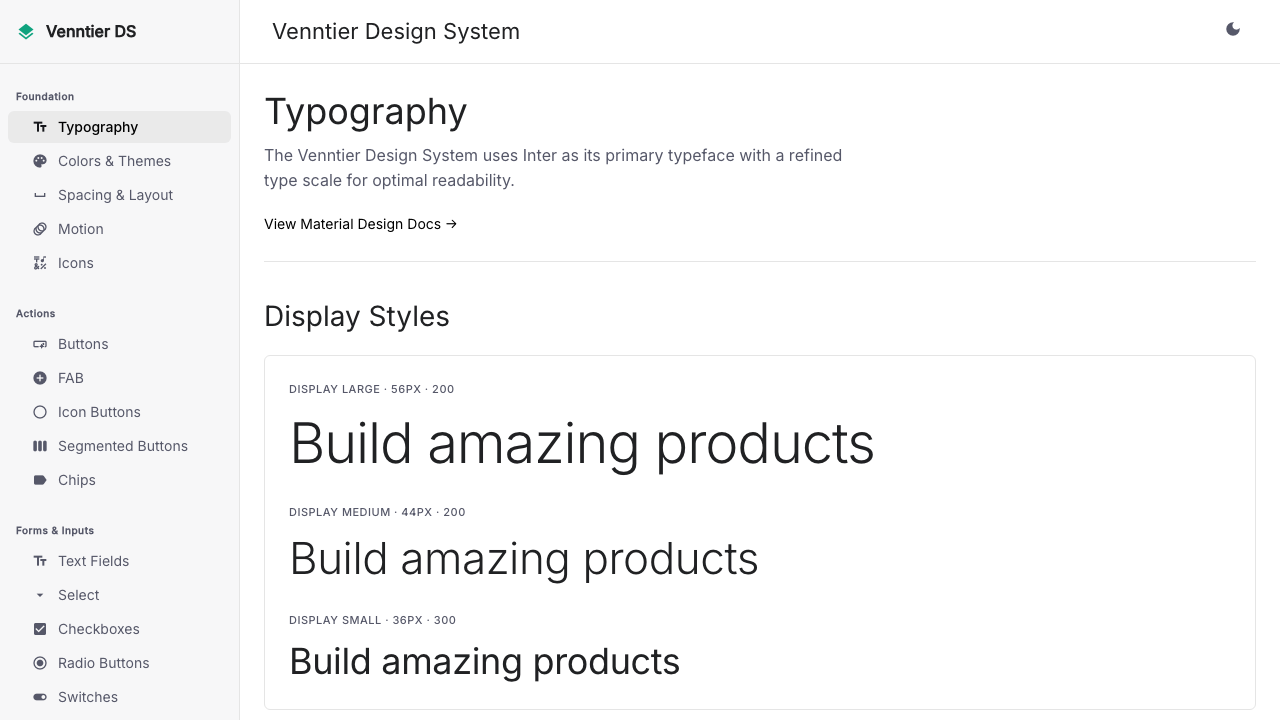 Venntier DS
Venntier Design System
Foundation
Typography
Colors & Themes
Spacing & Layout
Motion
Icons
Actions
Buttons
FAB
Icon Buttons
Segmented Buttons
Chips
Forms & Inputs
Text Fields
Select
Checkboxes
Radio Buttons
Switches
Typography
The Venntier Design System uses Inter as its primary typeface with a refined
type scale for optimal readability.
View Material Design Docs →
Display Styles
DISPLAY LARGE · 56PX · 200
Build amazing products
DISPLAY MEDIUM · 44PX · 200
Build amazing products
DISPLAY SMALL · 36PX · 300
Build amazing products